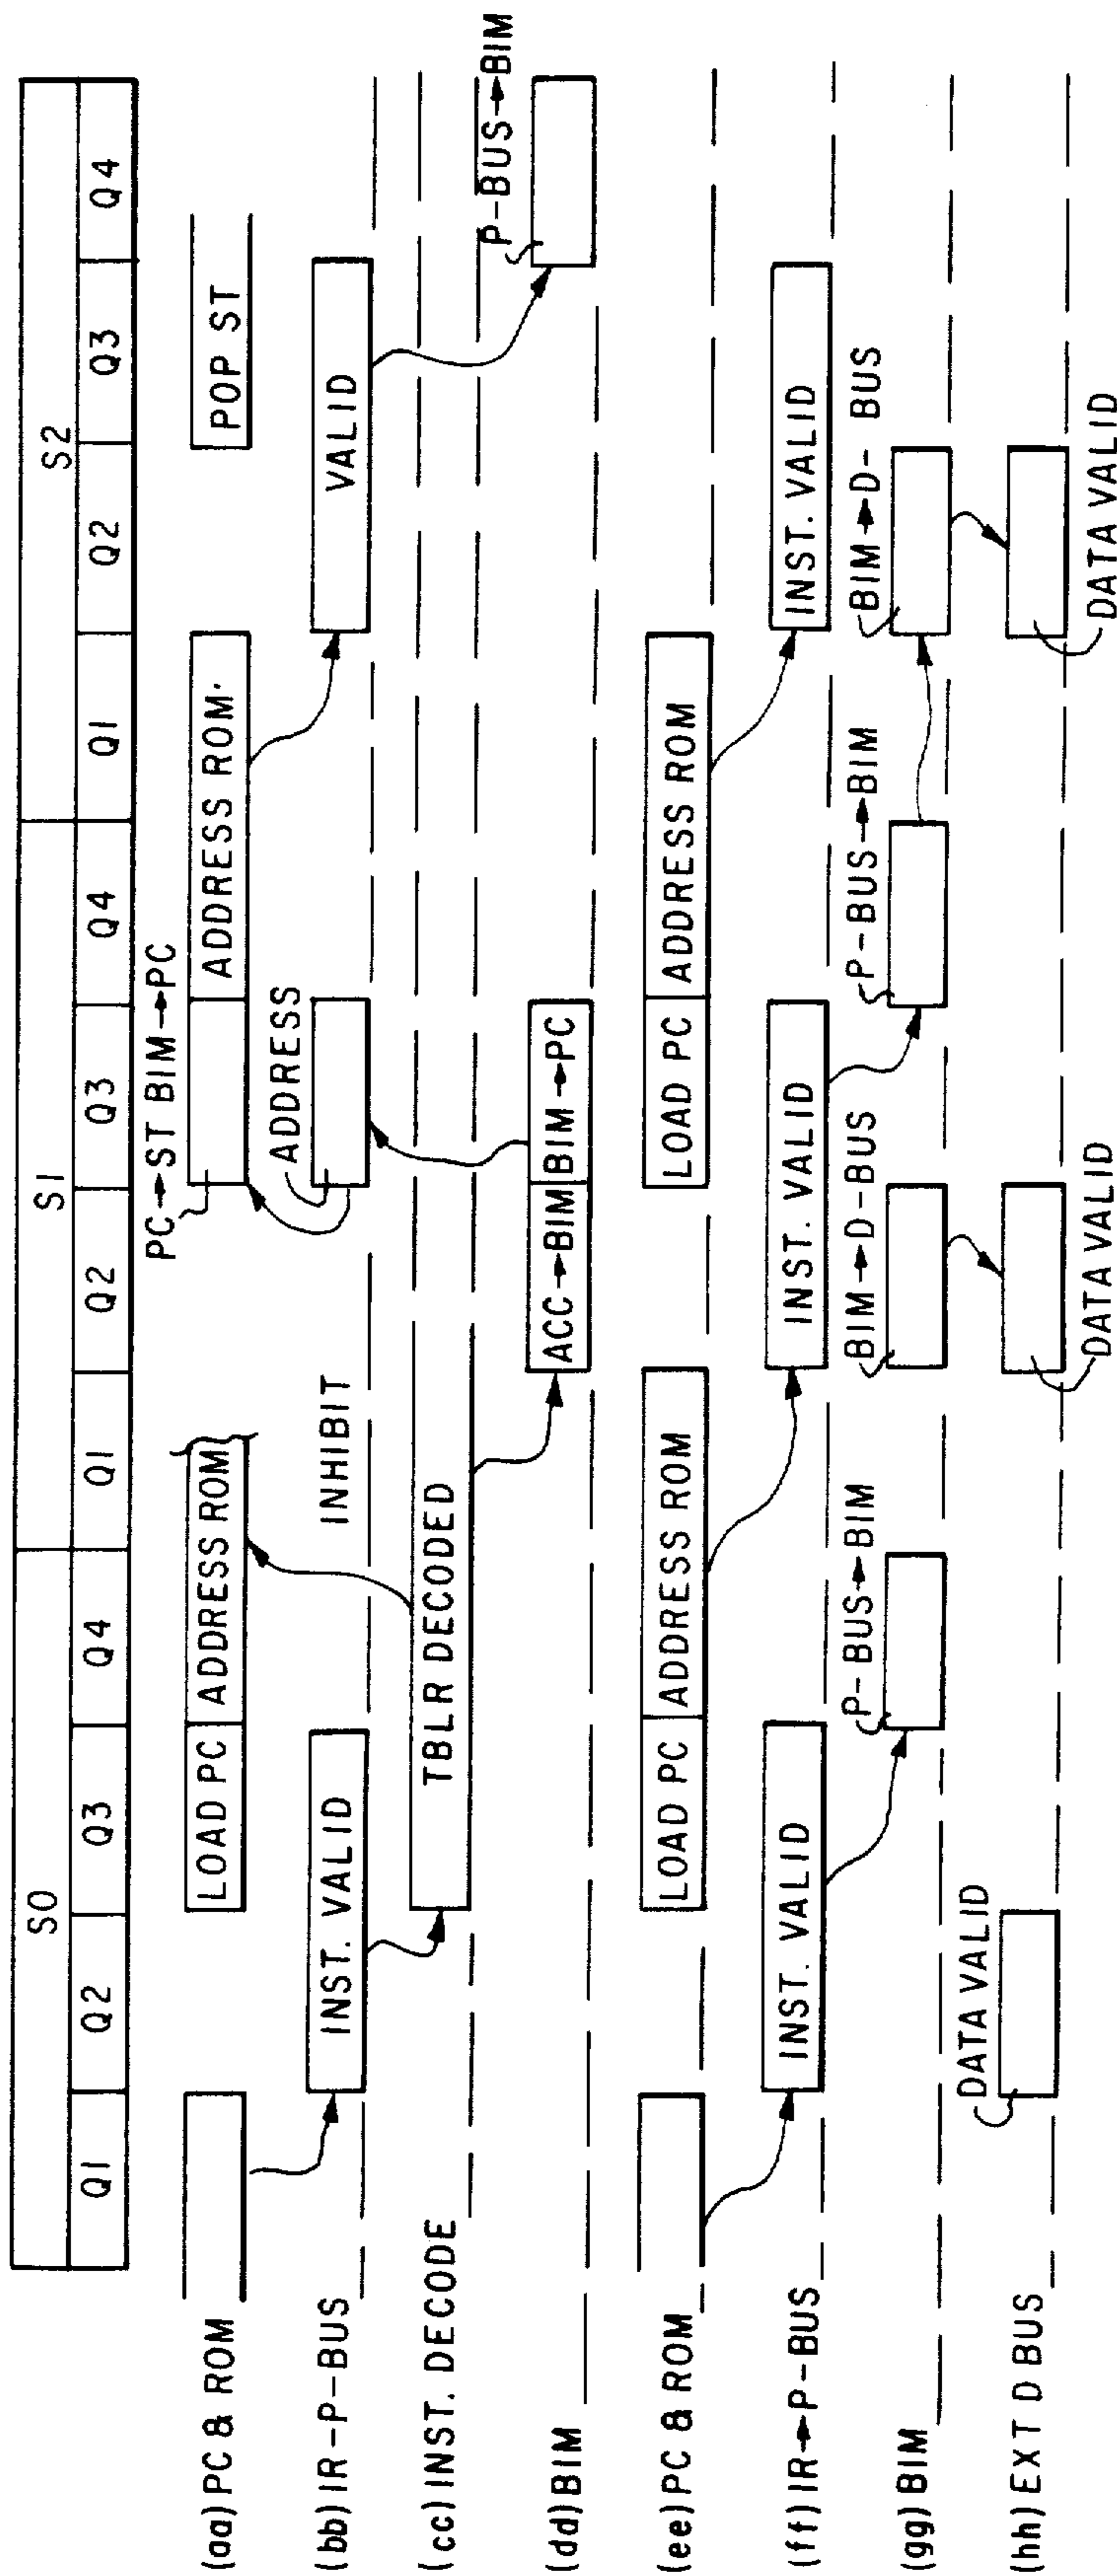 S0 S1 S2
Q1 Q2 Q3 Q4 Q1 Q2 Q3 Q4 Q1 Q2 Q3 Q4
PC→ST BIM→PC
(aa) PC & ROM LOAD PC ADDRESS ROM ADDRESS ROM. POP ST
ADDRESS
(bb) IR-P-BUS INST. VALID INHIBIT VALID
(cc) INST. DECODE TBLR DECODED
P-BUS→BIM
(dd) BIM ACC→BIM BIM→PC
(ee) PC & ROM LOAD PC ADDRESS ROM ADDRESS ROM LOAD PC ADDRESS ROM
(ff) IR→P-BUS INST. VALID INST. VALID INST. VALID
P-BUS→BIM BIM→D-BUS P-BUS→BIM BIM→D- BUS
(gg) BIM
DATA VALID
(hh) EXT D BUS
DATA VALID DATA VALID